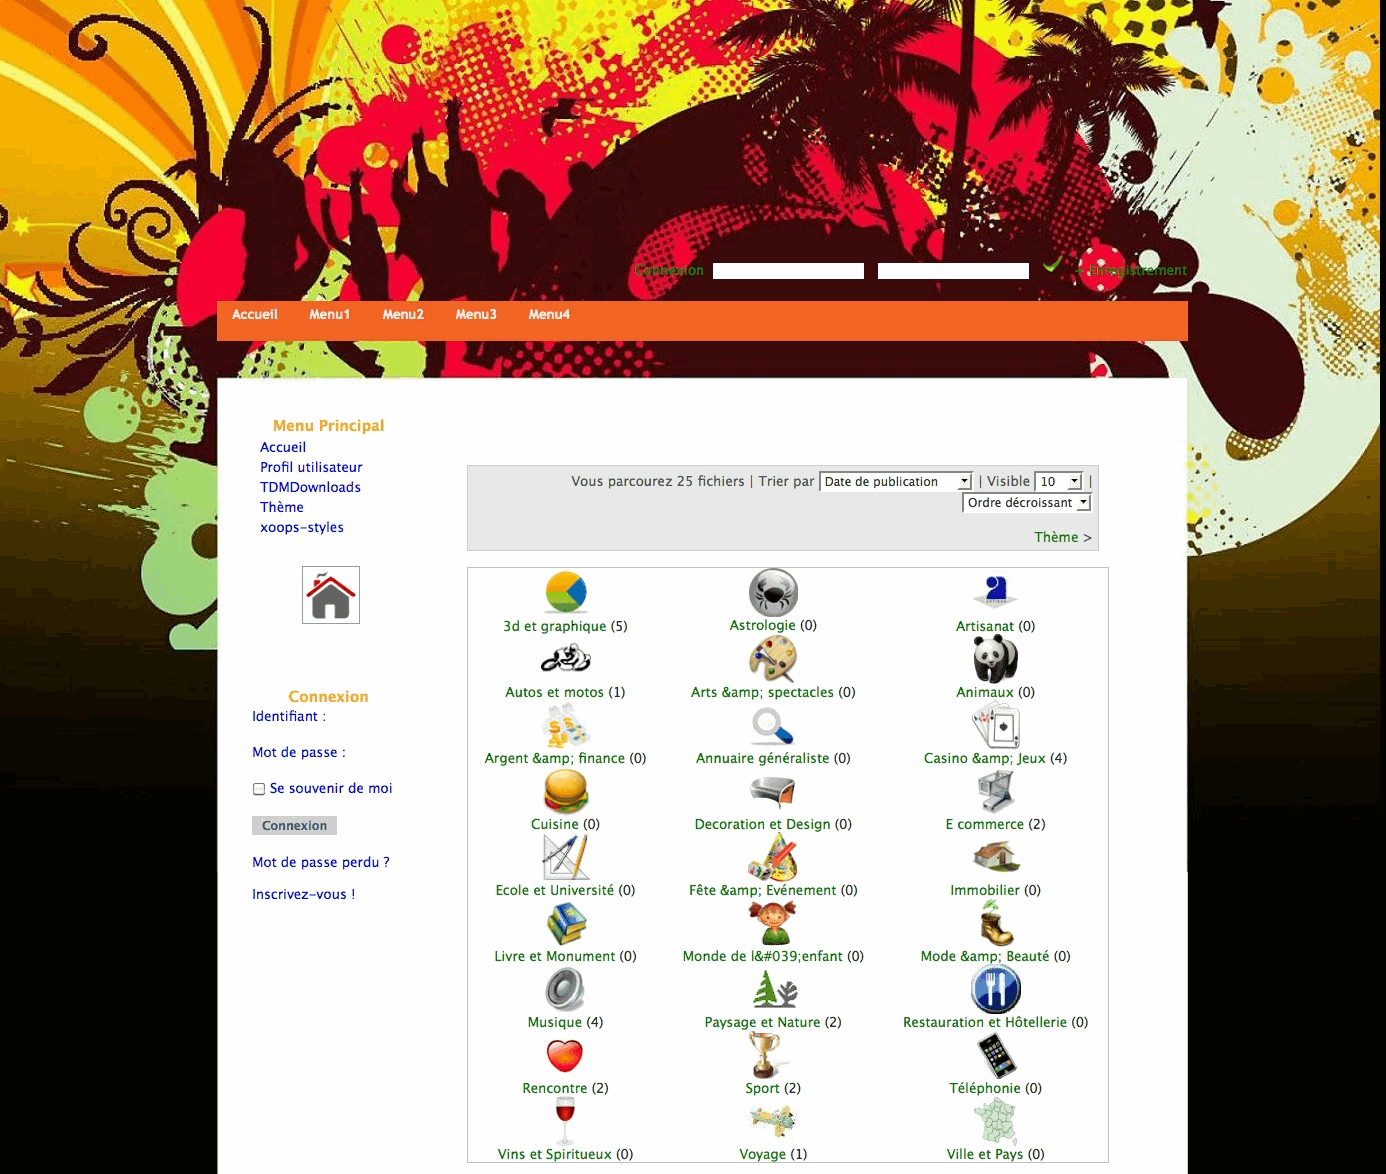 Connexion + Enregistrement
Accueil Menu1 Menu2 Menu3 Menu4
Menu Principal
Accueil
Profil utilisateur
TDMDownloads
Thème
xoops-styles
Connexion
Identifiant :
Mot de passe :
Se souvenir de moi
Connexion
Mot de passe perdu ?
Inscrivez-vous !
Vous parcourez 25 fichiers | Trier par Date de publication | Visible 10 |
Ordre décroissant
Thème >
3d et graphique (5) Astrologie (0) Artisanat (0)
Autos et motos (1) Arts &amp; spectacles (0) Animaux (0)
Argent &amp; finance (0) Annuaire généraliste (0) Casino &amp; Jeux (4)
Cuisine (0) Decoration et Design (0) E commerce (2)
Ecole et Université (0) Fête &amp; Evénement (0) Immobilier (0)
Livre et Monument (0) Monde de l&#039;enfant (0) Mode &amp; Beauté (0)
Musique (4) Paysage et Nature (2) Restauration et Hôtellerie (0)
Rencontre (2) Sport (2) Téléphonie (0)
Vins et Spiritueux (0) Voyage (1) Ville et Pays (0)